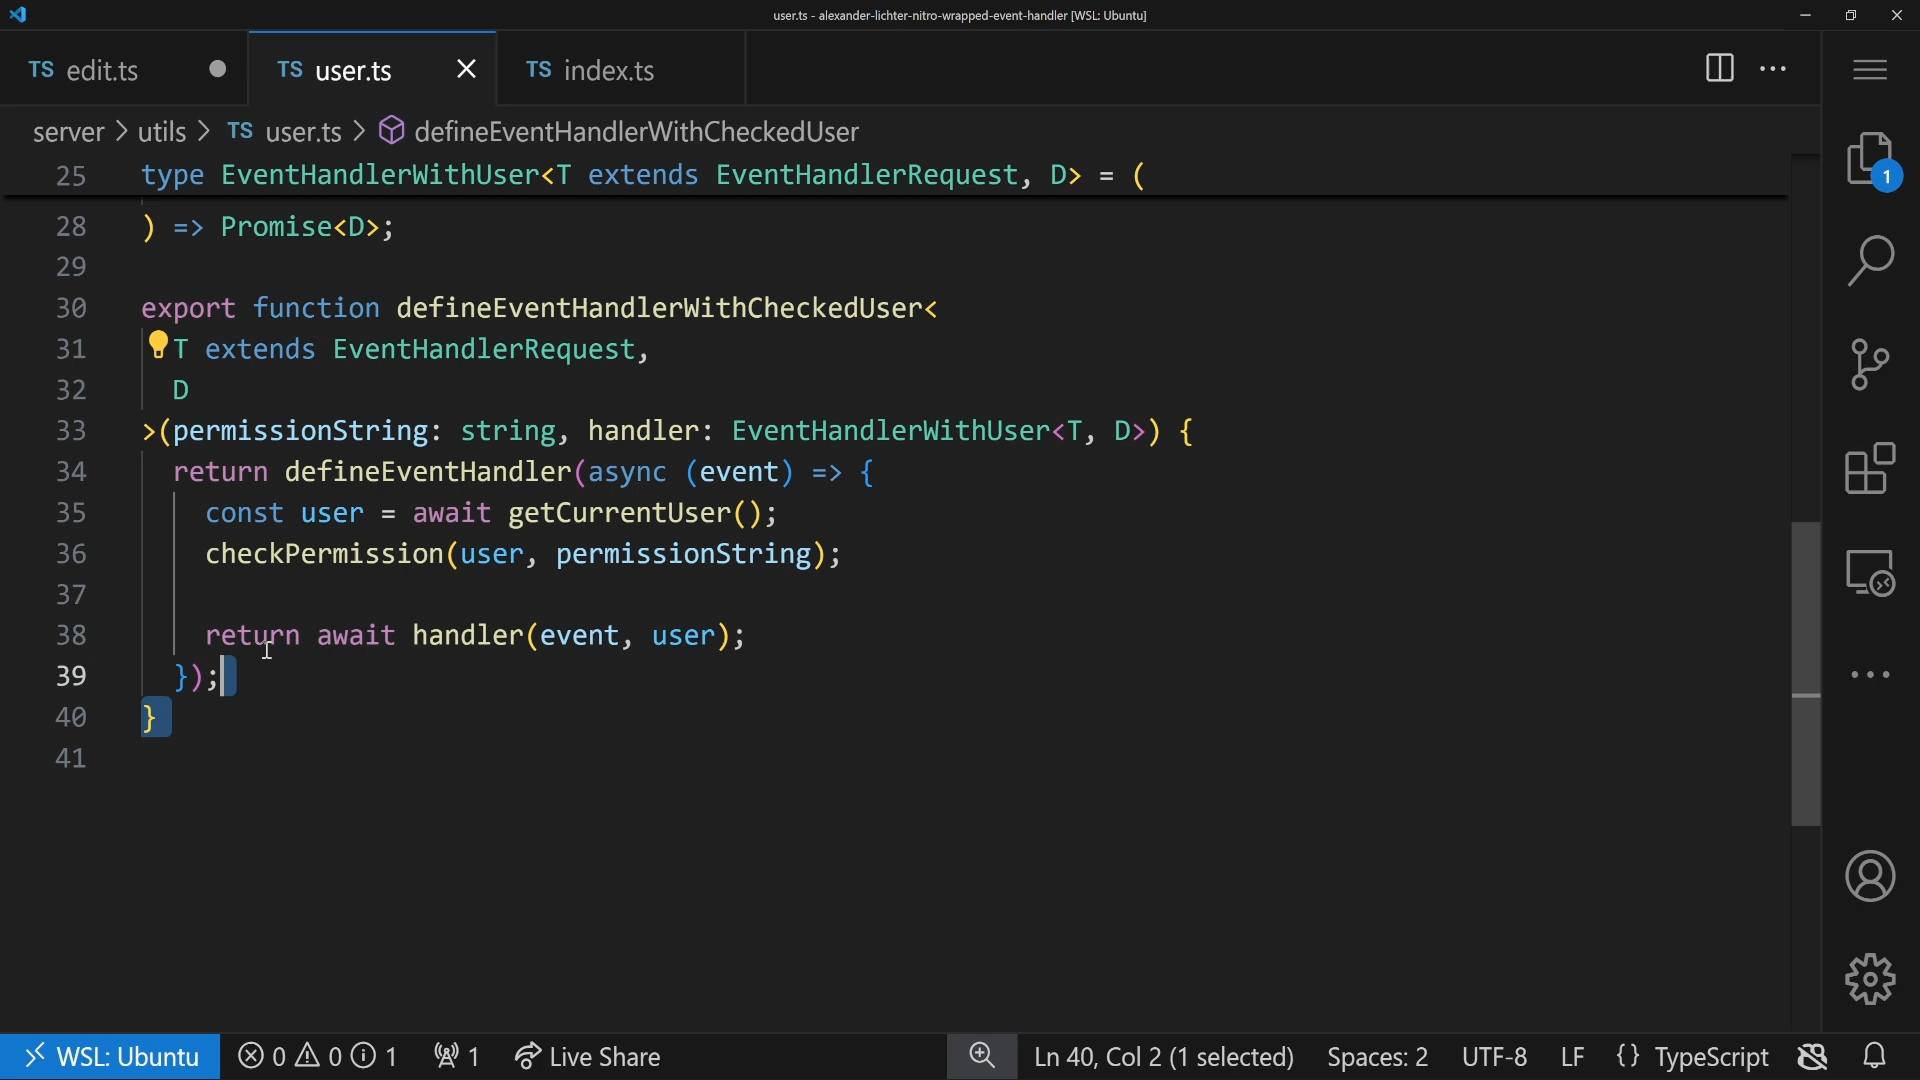 user.ts - alexander-lichter-nitro-wrapped-event-handler [WSL: Ubuntu]
TS edit.ts
TS user.ts
TS index.ts
server > utils > TS user.ts > defineEventHandlerWithCheckedUser
25 type EventHandlerWithUser<T extends EventHandlerRequest, D> = (
28 ) => Promise<D>;
29
30 export function defineEventHandlerWithCheckedUser<
31 T extends EventHandlerRequest,
32 D
33 >(permissionString: string, handler: EventHandlerWithUser<T, D>) {
34 return defineEventHandler(async (event) => {
35 const user = await getCurrentUser();
36 checkPermission(user, permissionString);
37
38 return await handler(event, user);
39 });
40 }
41
1
WSL: Ubuntu 0 0 1 1 Live Share Ln 40, Col 2 (1 selected) Spaces: 2 UTF-8 LF {} TypeScript